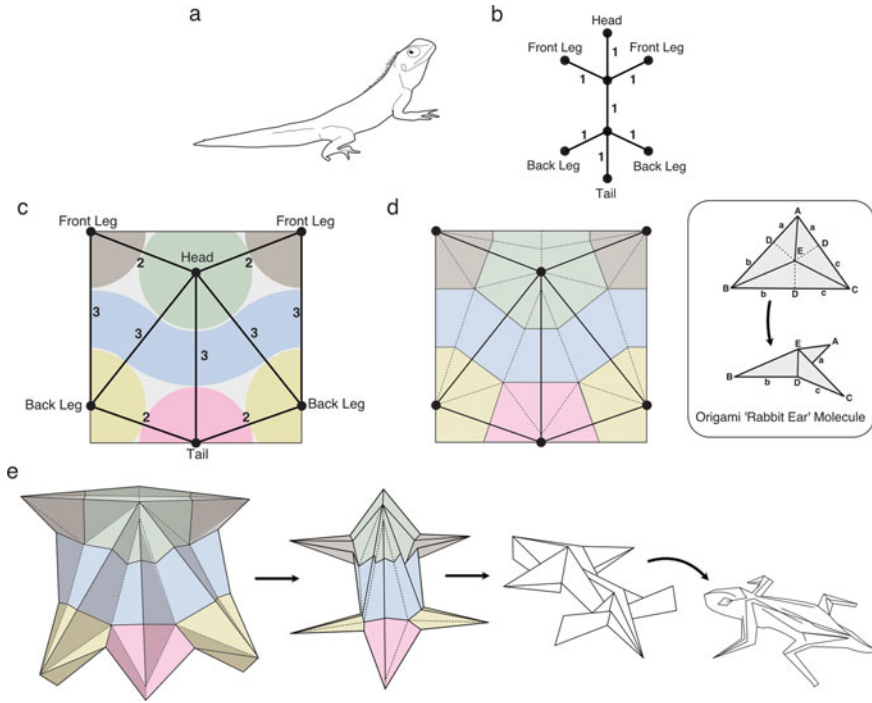 a
b
Head
Front Leg Front Leg
1
1 1
1
1 1
1
Back Leg Back Leg
Tail
c
Front Leg Front Leg
2 2
Head
3 3 3 3
3
Back Leg Back Leg
2 2
Tail
d
A
a a
D D
E
b c
B C
b D c
E A
a
B
b D
c C
Origami 'Rabbit Ear' Molecule
e